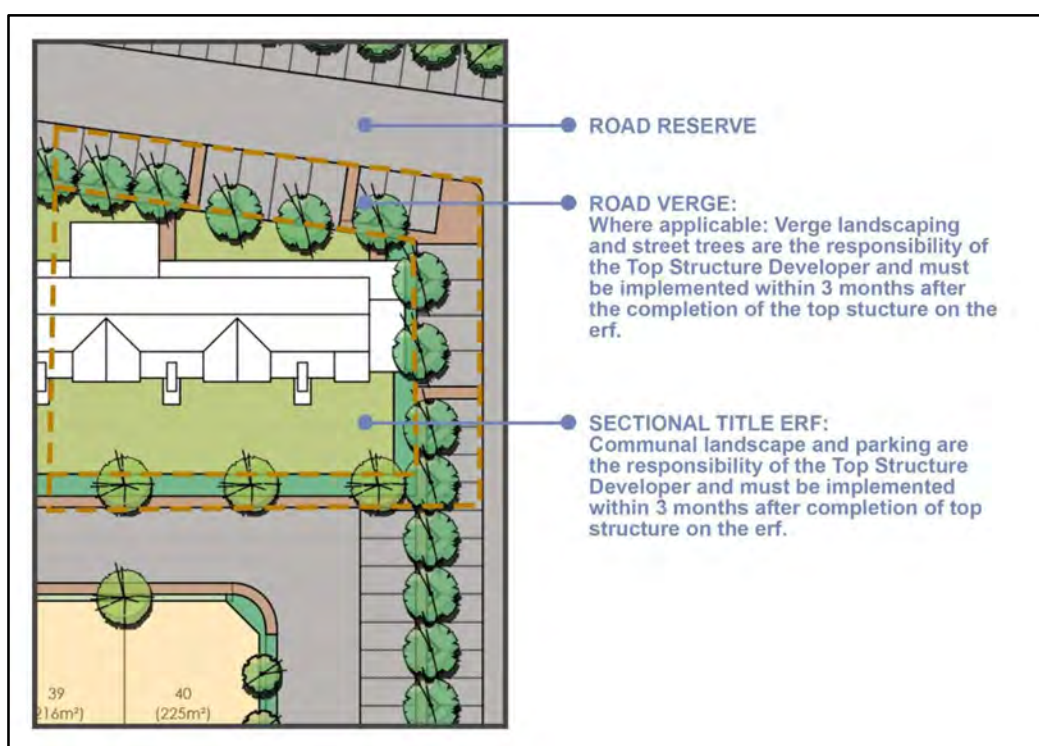 ROAD RESERVE
ROAD VERGE:
Where applicable: Verge landscaping
and street trees are the responsibility of
the Top Structure Developer and must
be implemented within 3 months after
the completion of the top stucture on the
erf.
SECTIONAL TITLE ERF:
Communal landscape and parking are
the responsibility of the Top Structure
Developer and must be implemented
within 3 months after completion of top
structure on the erf.
39
216m²)
40
(225m²)